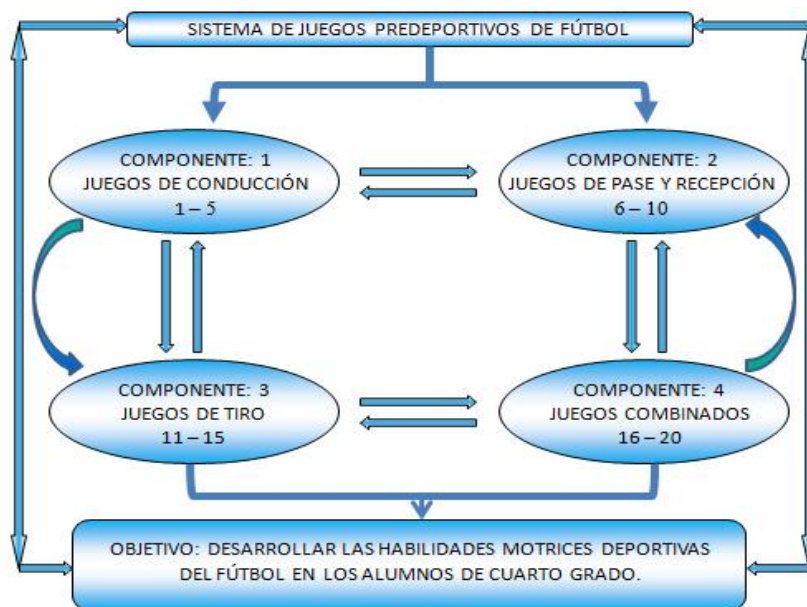 SISTEMA DE JUEGOS PREDEPORTIVOS DE FÚTBOL
COMPONENTE: 1
JUEGOS DE CONDUCCIÓN
1 – 5
COMPONENTE: 2
JUEGOS DE PASE Y RECEPCIÓN
6 – 10
COMPONENTE: 3
JUEGOS DE TIRO
11 – 15
COMPONENTE: 4
JUEGOS COMBINADOS
16 – 20
OBJETIVO: DESARROLLAR LAS HABILIDADES MOTRICES DEPORTIVAS
DEL FÚTBOL EN LOS ALUMNOS DE CUARTO GRADO.